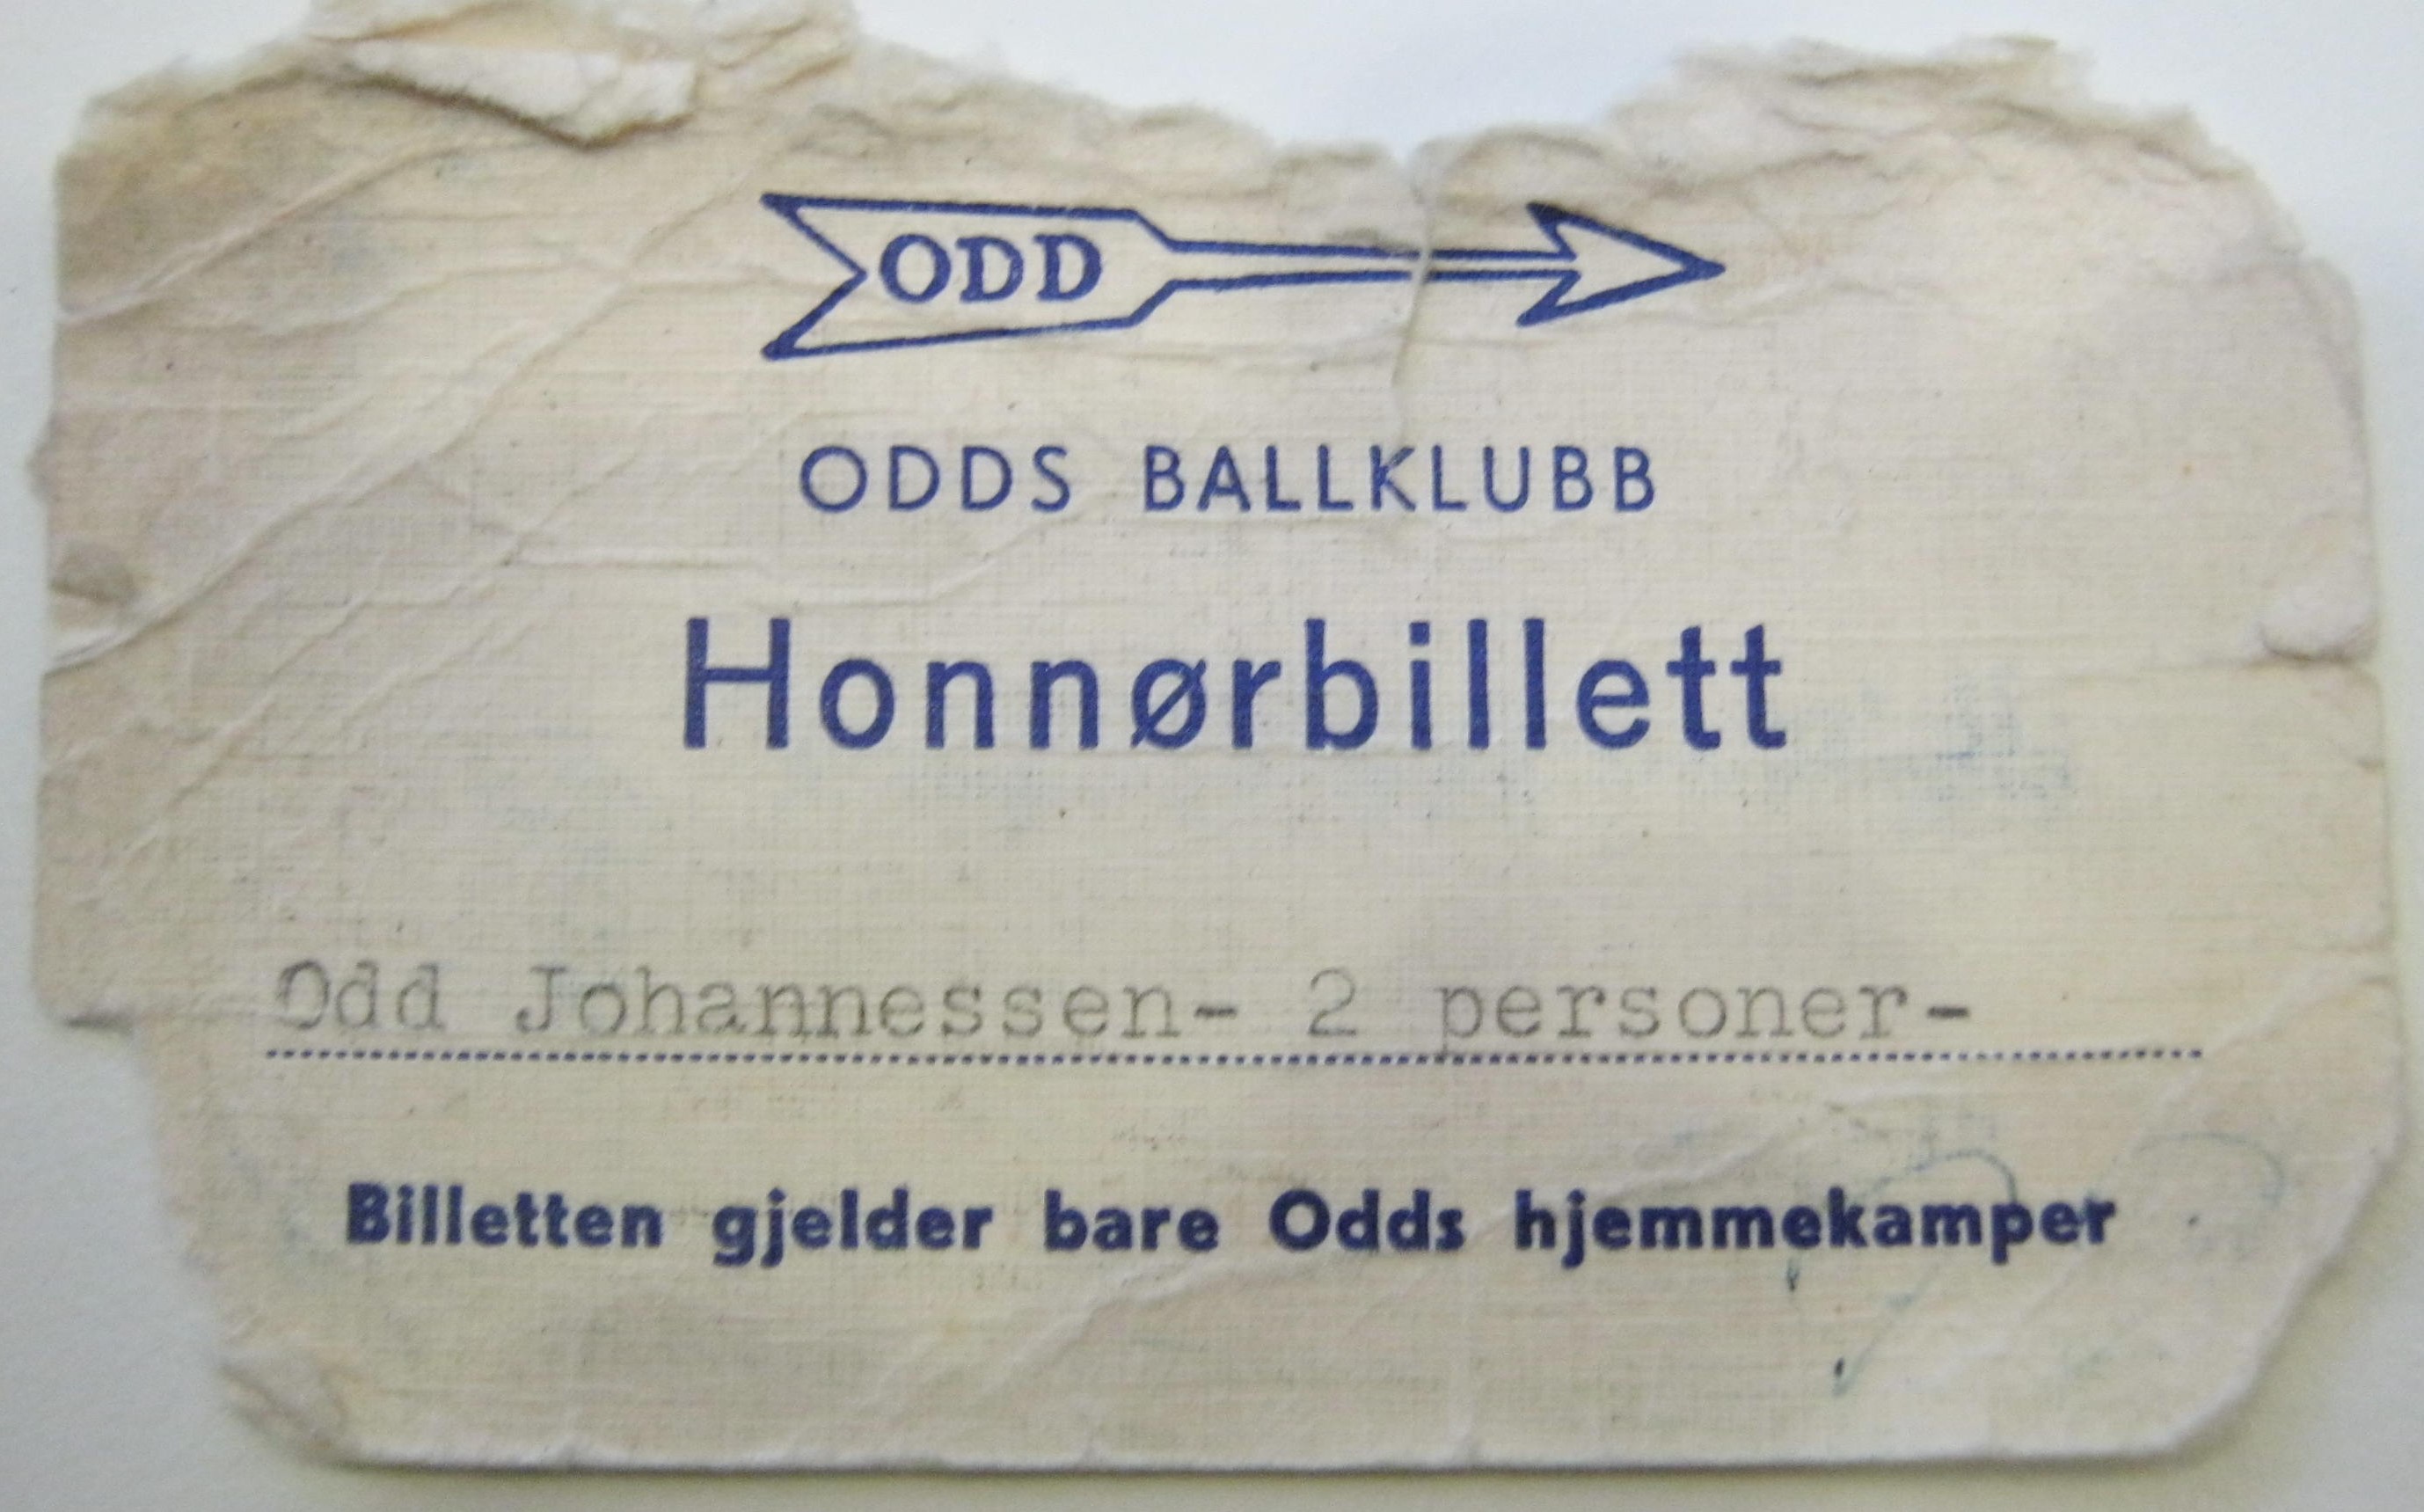 ODD
ODDS BALLKLUBB
Honnørbillett
Odd Johannessen- 2 personer-
Billetten gjelder bare Odds hjemmekamper